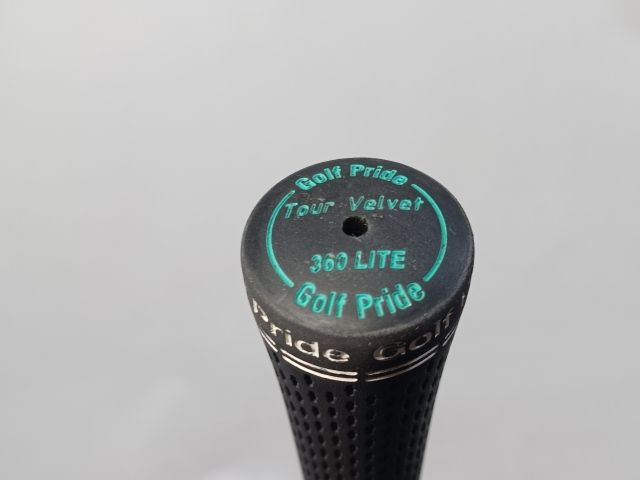 Golf Pride
Tour Velvet
360 LITE
Golf Pride
Pride Golf